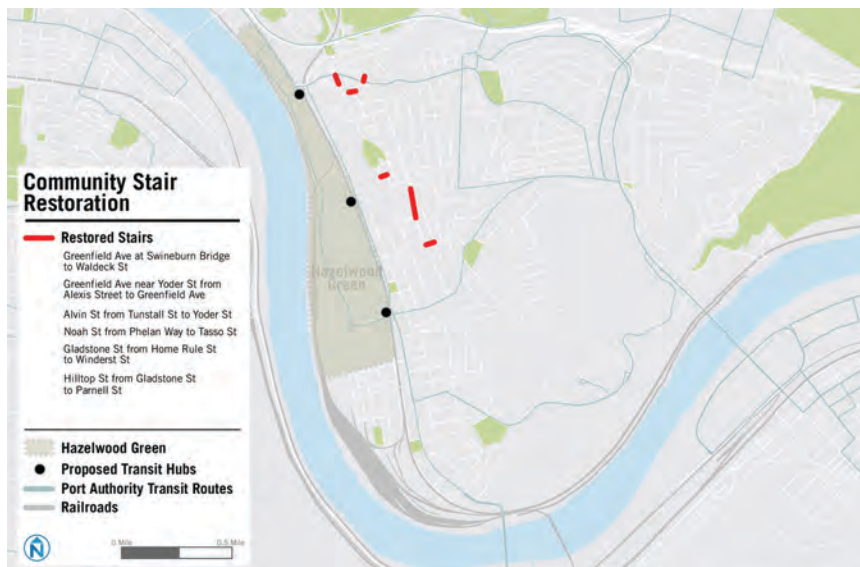 Community Stair
Restoration
Restored Stairs
Greenfield Ave at Swineburn Bridge
to Waldeck St
Greenfield Ave near Yoder St from
Alexis Street to Greenfield Ave
Alvin St from Tunstall St to Yoder St
Noah St from Phelan Way to Tasso St
Gladstone St from Home Rule St
to Winderst St
Hilltop St from Gladstone St
to Parnell St
Hazelwood Green
Proposed Transit Hubs
Port Authority Transit Routes
Railroads
N
0 Mile
0.5 Mile
Hazelwood
Green